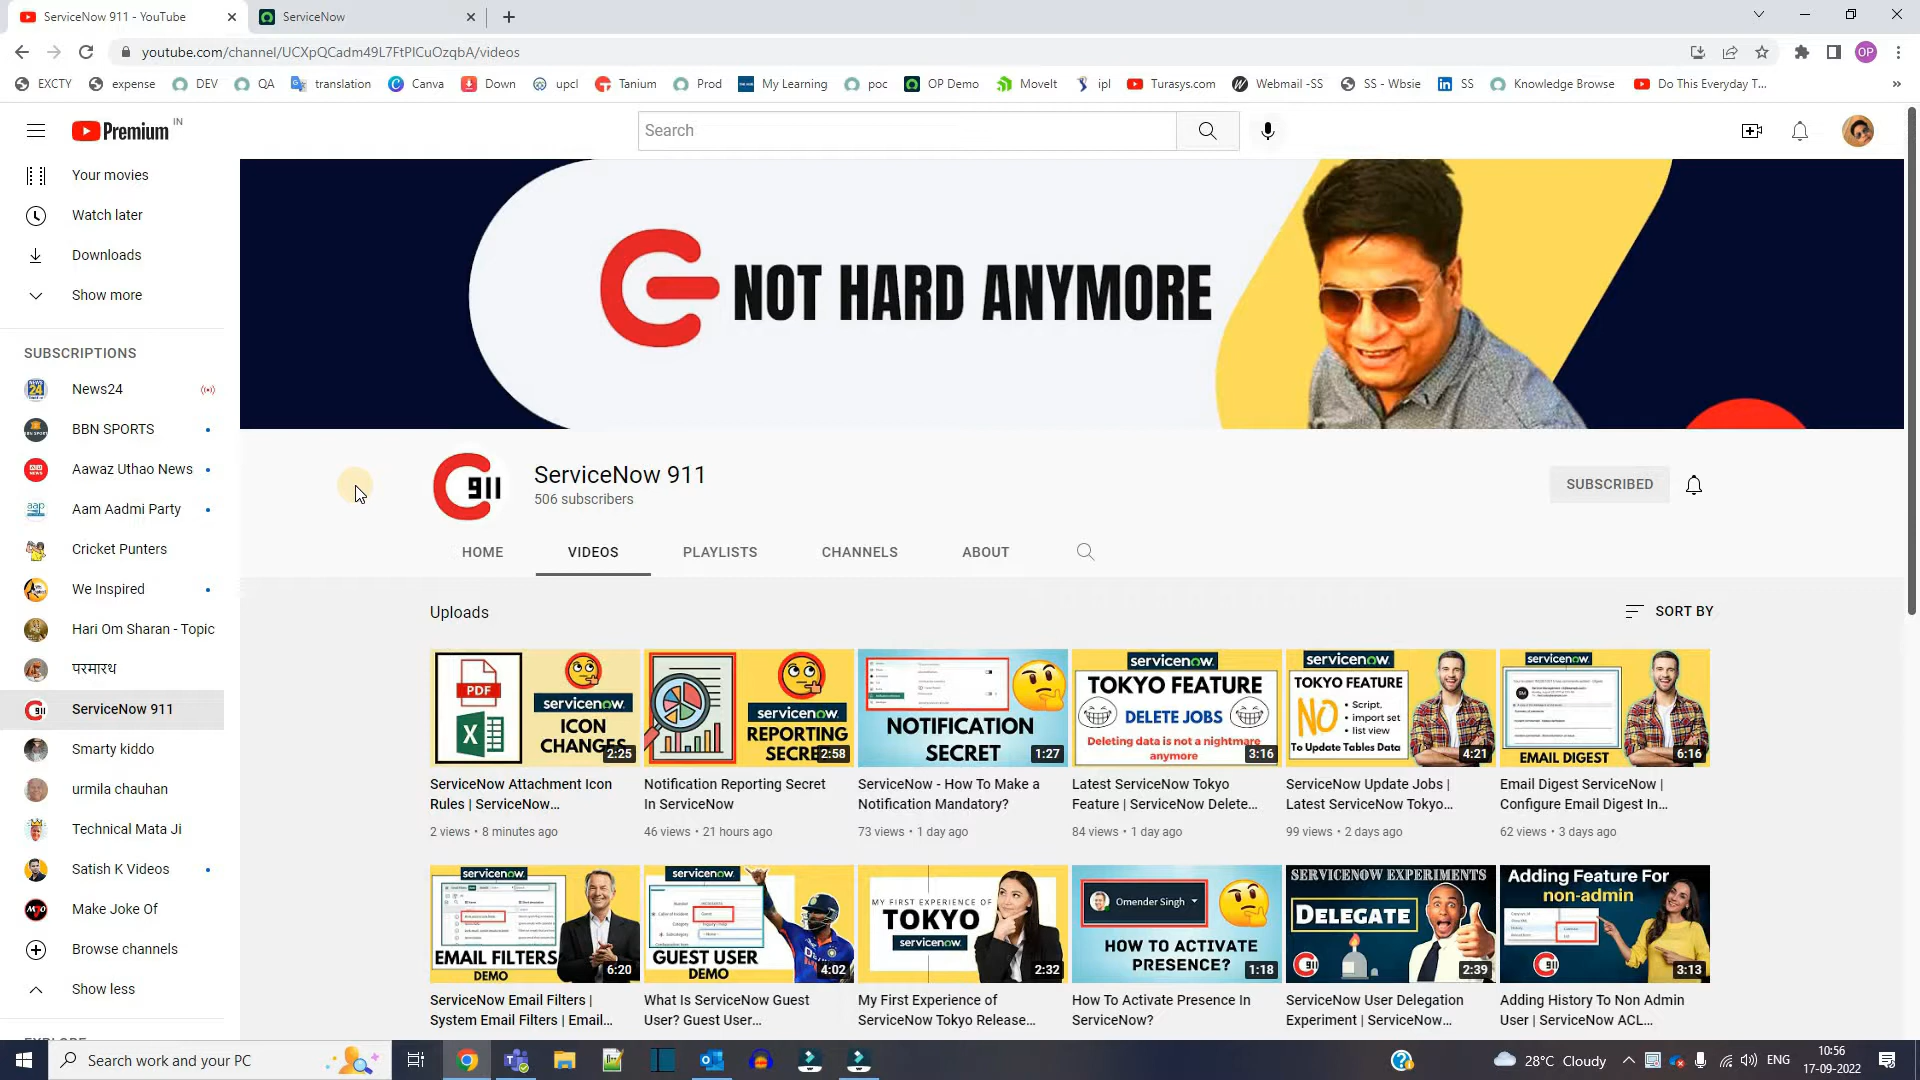 ServiceNow 911 - YouTube
ServiceNow
youtube.com/channel/UCXpQCadm49L7FtPlCuOzqbA/videos
OP
EXCTY expense DEV QA translation Canva Down upcl Tanium Prod My Learning poc OP Demo MoveIt ipl Turasys.com Webmail -SS SS - Wbsie SS Knowledge Browse Do This Everyday T...
Premium IN
Search
Your movies
Watch later
Downloads
Show more
SUBSCRIPTIONS
News24
BBN SPORTS
Aawaz Uthao News
Aam Aadmi Party
Cricket Punters
We Inspired
Hari Om Sharan - Topic
परमारथ
ServiceNow 911
Smarty kiddo
urmila chauhan
Technical Mata Ji
Satish K Videos
Make Joke Of
Browse channels
Show less
NOT HARD ANYMORE
911
ServiceNow 911
506 subscribers
SUBSCRIBED
HOME VIDEOS PLAYLISTS CHANNELS ABOUT
Uploads
SORT BY
PDF
X
servicenow.
ICON
CHANGES
2:25
ServiceNow Attachment Icon
Rules | ServiceNow...
2 views • 8 minutes ago
servicenow.
REPORTING
SECRE
2:58
Notification Reporting Secret
In ServiceNow
46 views • 21 hours ago
NOTIFICATION
SECRET
1:27
ServiceNow - How To Make a
Notification Mandatory?
73 views • 1 day ago
servicenow.
TOKYO FEATURE
DELETE JOBS
Deleting data is not a nightmare
anymore
3:16
Latest ServiceNow Tokyo
Feature | ServiceNow Delete...
84 views • 1 day ago
servicenow.
TOKYO FEATURE
NO
• Script,
• import set
• list view
To Update Tables Data
4:21
ServiceNow Update Jobs |
Latest ServiceNow Tokyo...
99 views • 2 days ago
servicenow.
EMAIL DIGEST
6:16
Email Digest ServiceNow |
Configure Email Digest In...
62 views • 3 days ago
servicenow.
EMAIL FILTERS
DEMO
6:20
ServiceNow Email Filters |
System Email Filters | Email...
servicenow.
GUEST USER
DEMO
4:02
What Is ServiceNow Guest
User? Guest User...
MY FIRST EXPERIENCE OF
TOKYO
servicenow
2:32
My First Experience of
ServiceNow Tokyo Release...
Omender Singh
HOW TO ACTIVATE
PRESENCE?
1:18
How To Activate Presence In
ServiceNow?
SERVICENOW EXPERIMENTS
DELEGATE
2:39
ServiceNow User Delegation
Experiment | ServiceNow...
Adding Feature For
non-admin
3:13
Adding History To Non Admin
User | ServiceNow ACL...
Search work and your PC
28°C Cloudy
ENG
10:56
17-09-2022